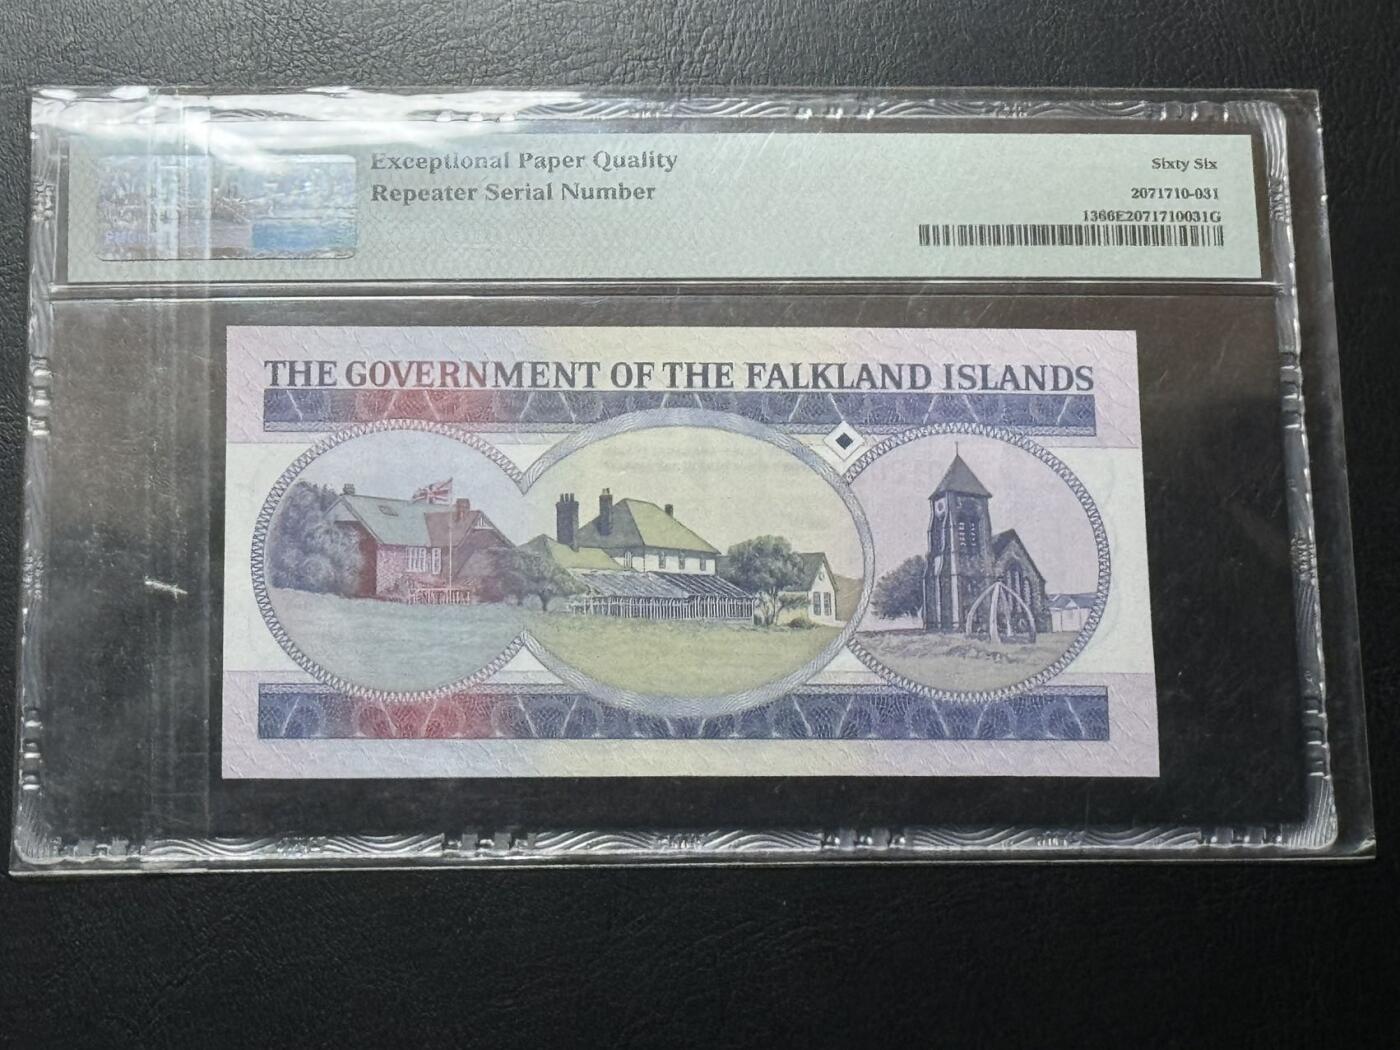 Exceptional Paper Quality
Repeater Serial Number
Sixty Six
2071710-031
1366E2071710031G
THE GOVERNMENT OF THE FALKLAND ISLANDS